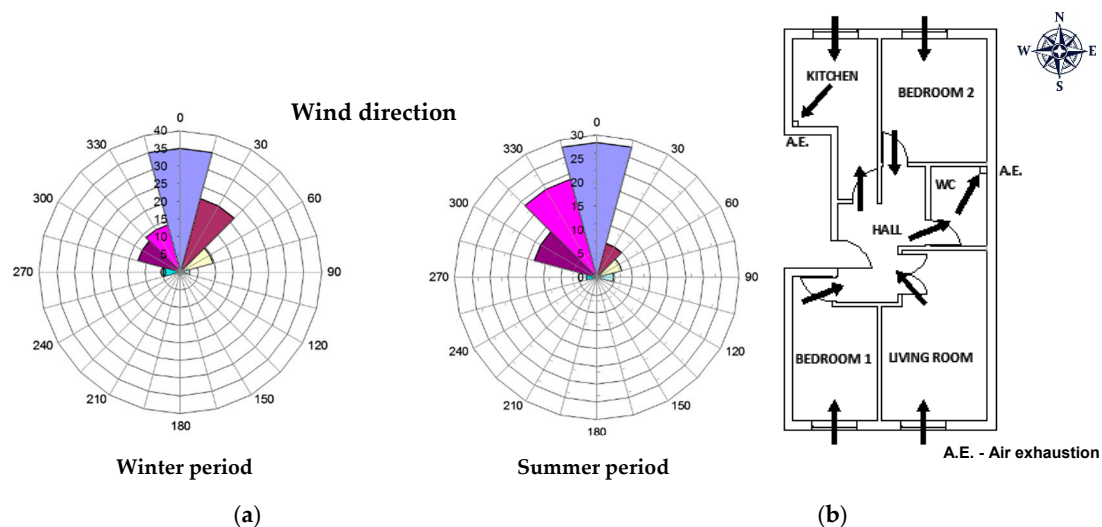 Wind direction
0
30
60
90
120
150
180
210
240
270
300
330
40
35
30
25
20
15
10
5
0
Winter period
0
30
60
90
120
150
180
210
240
270
300
330
30
25
20
15
10
5
0
Summer period
(a)
N
W
E
S
KITCHEN
BEDROOM 2
A.E.
WC
A.E.
HALL
BEDROOM 1
LIVING ROOM
A.E. - Air exhaustion
(b)